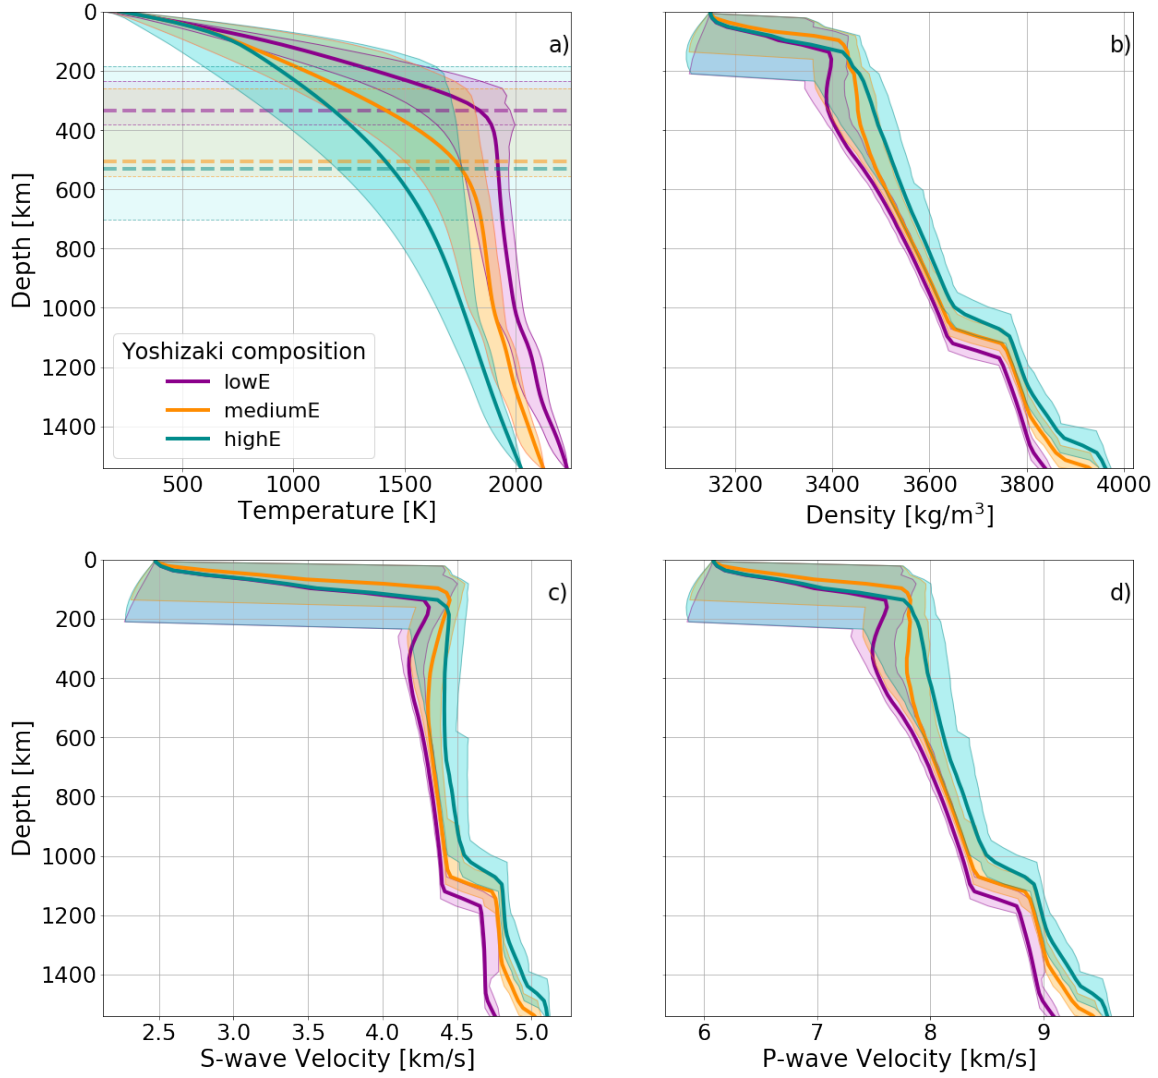 a)
0
200
400
600
800
1000
1200
1400
Depth [km]
500
1000
1500
2000
Temperature [K]
Yoshizaki composition
lowE
mediumE
highE
b)
3200
3400
3600
3800
4000
Density [kg/m³]
c)
0
200
400
600
800
1000
1200
1400
Depth [km]
2.5
3.0
3.5
4.0
4.5
5.0
S-wave Velocity [km/s]
d)
6
7
8
9
P-wave Velocity [km/s]